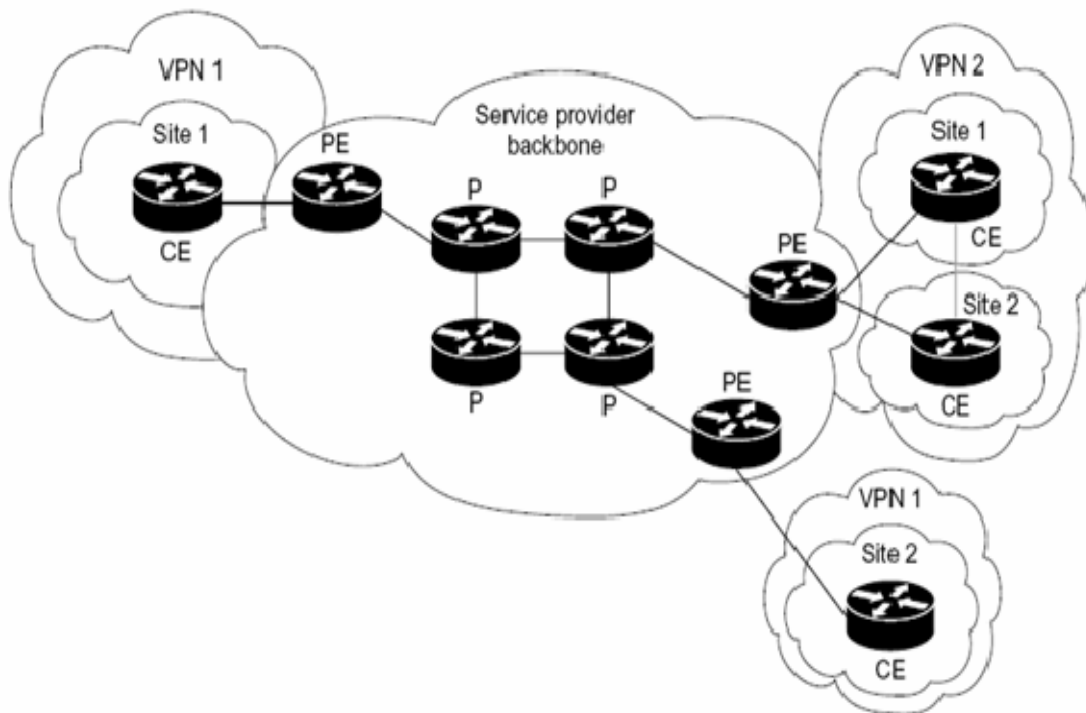 VPN 1
Site 1
CE
PE
Service provider
backbone
P
P
P
P
PE
PE
VPN 2
Site 1
CE
Site 2
CE
VPN 1
Site 2
CE